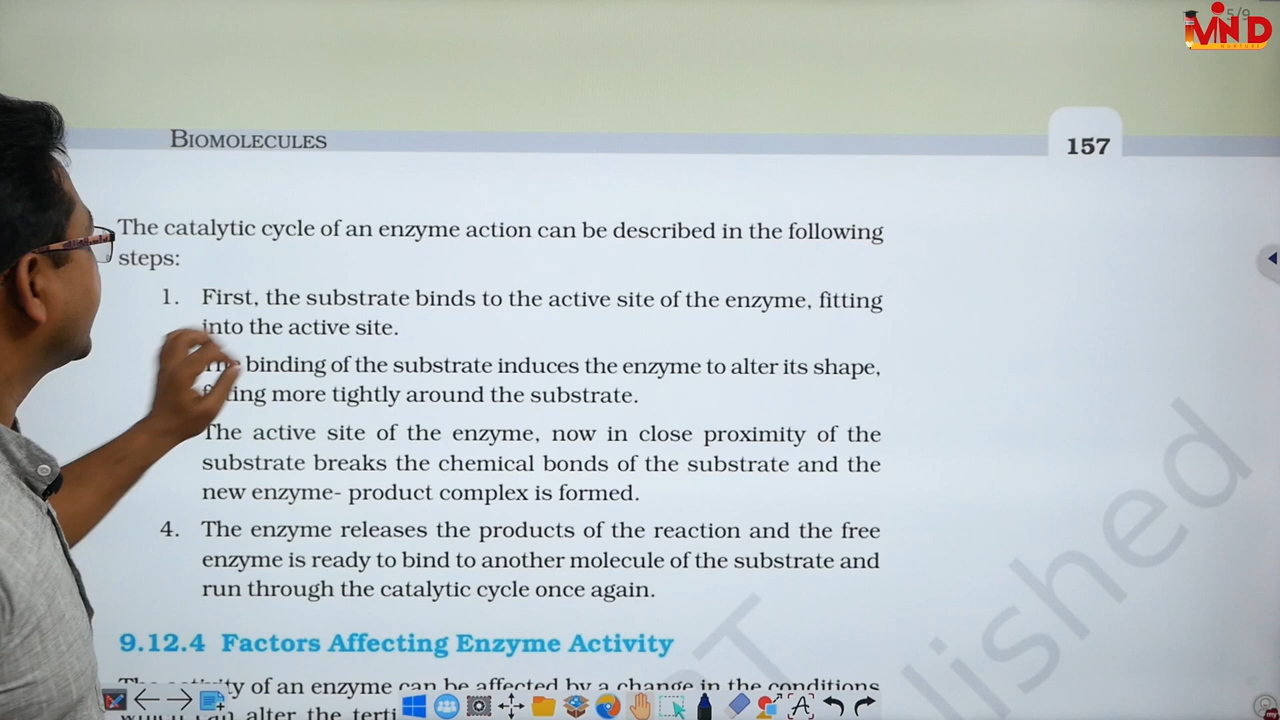 5/9
MIND
NURTURE
BIOMOLECULES
157
The catalytic cycle of an enzyme action can be described in the following
steps:
1. First, the substrate binds to the active site of the enzyme, fitting
into the active site.
The binding of the substrate induces the enzyme to alter its shape,
fitting more tightly around the substrate.
The active site of the enzyme, now in close proximity of the
substrate breaks the chemical bonds of the substrate and the
new enzyme- product complex is formed.
4. The enzyme releases the products of the reaction and the free
enzyme is ready to bind to another molecule of the substrate and
run through the catalytic cycle once again.
9.12.4 Factors Affecting Enzyme Activity
of an enzyme can be affected by a change in the conditions
alter the